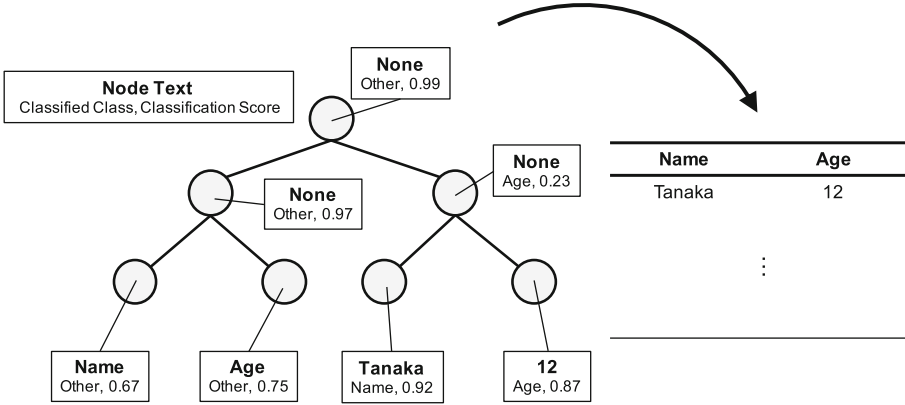 None
Other, 0.99
Node Text
Classified Class, Classification Score
None
Age, 0.23
None
Other, 0.97
Name
Other, 0.67
Age
Other, 0.75
Tanaka
Name, 0.92
12
Age, 0.87
Name Age
Tanaka 12
⋮